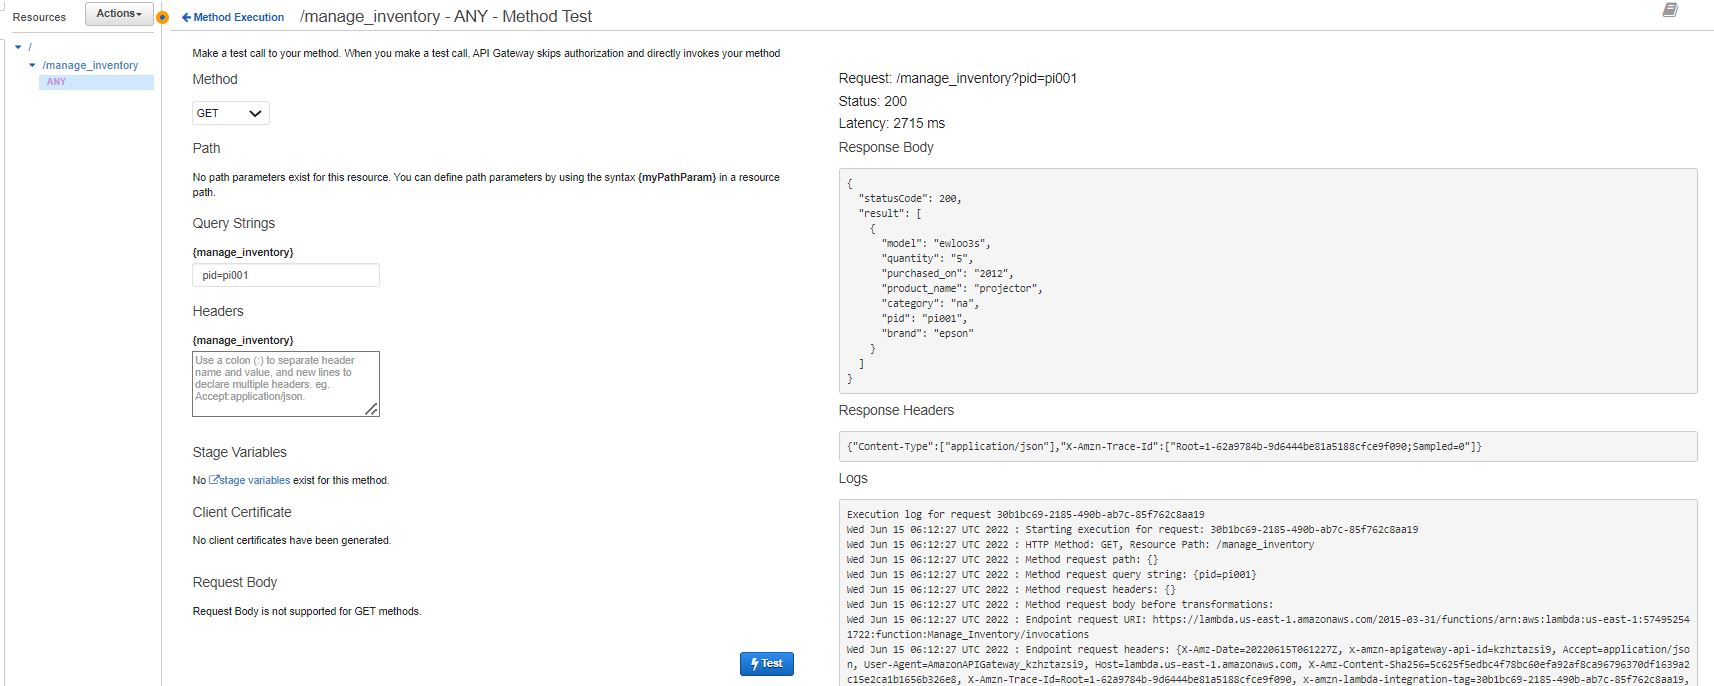 Resources
Actions
Method Execution
/manage_inventory - ANY - Method Test
/
/manage_inventory
ANY
Make a test call to your method. When you make a test call, API Gateway skips authorization and directly invokes your method
Method
GET
Path
No path parameters exist for this resource. You can define path parameters by using the syntax {myPathParam} in a resource
path.
Query Strings
{manage_inventory}
pid=pi001
Headers
{manage_inventory}
Use a colon (:) to separate header
name and value, and new lines to
declare multiple headers. eg.
Accept:application/json.
Stage Variables
No stage variables exist for this method.
Client Certificate
No client certificates have been generated.
Request Body
Request Body is not supported for GET methods.
Test
Request: /manage_inventory?pid=pi001
Status: 200
Latency: 2715 ms
Response Body
{
"statusCode": 200,
"result": [
{
"model": "ewloo3s",
"quantity": "5",
"purchased_on": "2012",
"product_name": "projector",
"category": "na",
"pid": "pi001",
"brand": "epson"
}
]
}
Response Headers
{"Content-Type":["application/json"],"X-Amzn-Trace-Id":["Root=1-62a9784b-9d6444be81a5188cfce9f090;Sampled=0"]}
Logs
Execution log for request 30b1bc69-2185-490b-ab7c-85f762c8aa19
Wed Jun 15 06:12:27 UTC 2022 : Starting execution for request: 30b1bc69-2185-490b-ab7c-85f762c8aa19
Wed Jun 15 06:12:27 UTC 2022 : HTTP Method: GET, Resource Path: /manage_inventory
Wed Jun 15 06:12:27 UTC 2022 : Method request path: {}
Wed Jun 15 06:12:27 UTC 2022 : Method request query string: {pid=pi001}
Wed Jun 15 06:12:27 UTC 2022 : Method request headers: {}
Wed Jun 15 06:12:27 UTC 2022 : Method request body before transformations:
Wed Jun 15 06:12:27 UTC 2022 : Endpoint request URI: https://lambda.us-east-1.amazonaws.com/2015-03-31/functions/arn:aws:lambda:us-east-1:57495254
1722:function:Manage_Inventory/invocations
Wed Jun 15 06:12:27 UTC 2022 : Endpoint request headers: {X-Amz-Date=20220615T061227Z, x-amzn-apigateway-api-id=kzhztazsi9, Accept=application/jso
n, User-Agent=AmazonAPIGateway_kzhztazsi9, Host=lambda.us-east-1.amazonaws.com, X-Amz-Content-Sha256=5c625f5edbc4f78bc60efa92af8ca96796370df1639a2
c15e2ca1b1656b326e8, X-Amzn-Trace-Id=Root=1-62a9784b-9d6444be81a5188cfce9f090, x-amzn-lambda-integration-tag=30b1bc69-2185-490b-ab7c-85f762c8aa19,